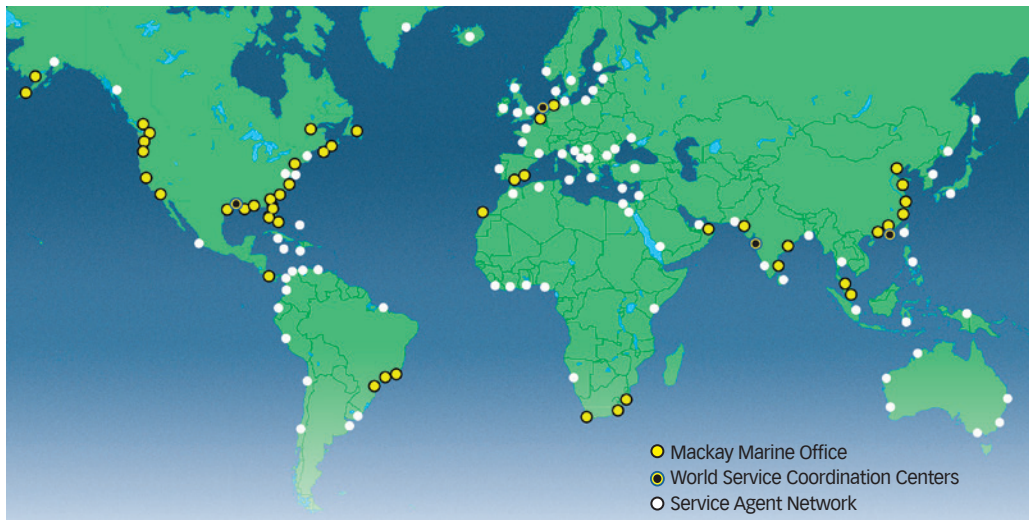 Mackay Marine Office
World Service Coordination Centers
Service Agent Network